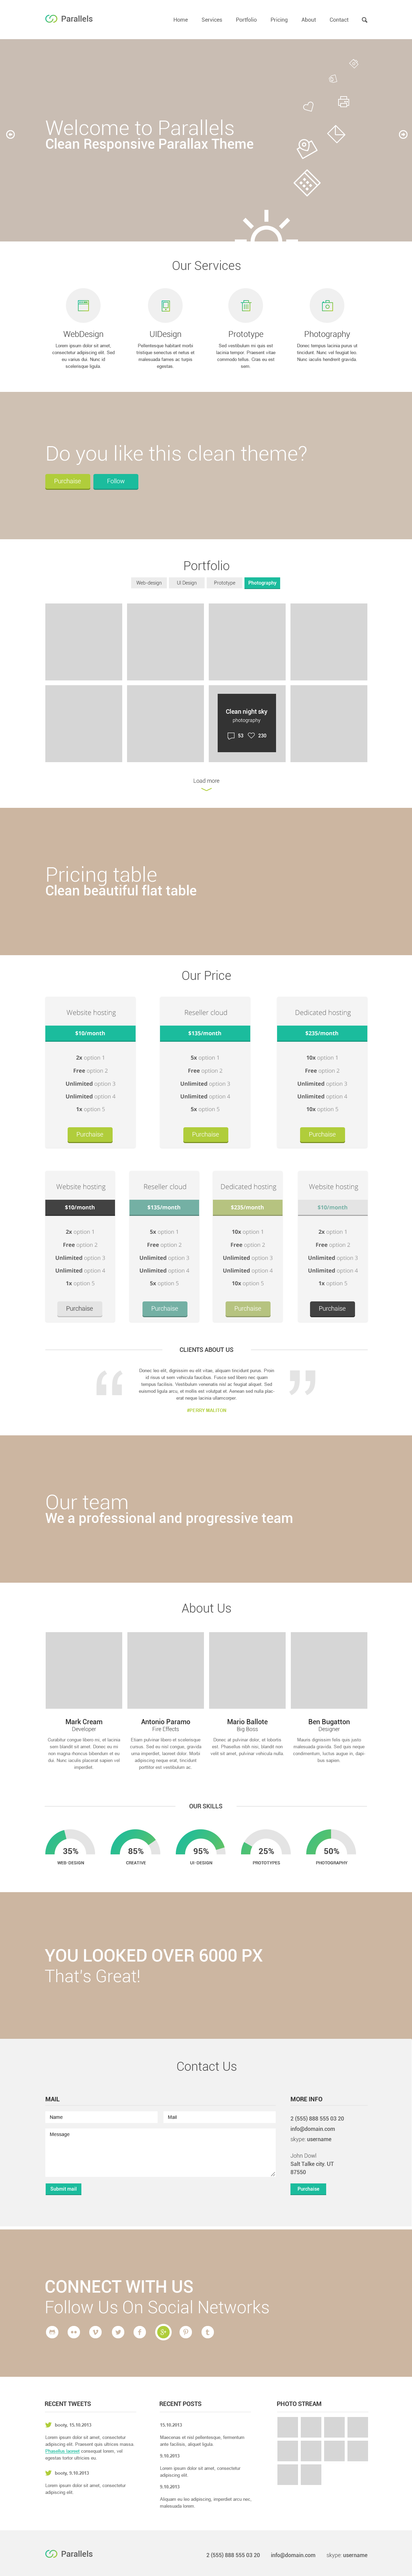 Parallels
Home Services Portfolio Pricing About Contact
Welcome to Parallels
Clean Responsive Parallax Theme
Our Services
WebDesign
Lorem ipsum dolor sit amet,
consectetur adipiscing elit. Sed
eu varius dui. Nunc id
scelerisque ligula.
UIDesign
Pellentesque habitant morbi
tristique senectus et netus et
malesuada fames ac turpis
egestas.
Prototype
Sed vestibulum mi quis est
lacinia tempor. Praesent vitae
commodo tellus. Cras eu est
sem.
Photography
Donec tempus lacinia purus ut
tincidunt. Nunc vel feugiat leo.
Nunc iaculis hendrerit gravida.
Do you like this clean theme?
Purchaise Follow
Portfolio
Web-design UI Design Prototype Photography
Clean night sky
photography
53 230
Load more
Pricing table
Clean beautiful flat table
Our Price
Website hosting
$10/month
2x option 1
Free option 2
Unlimited option 3
Unlimited option 4
1x option 5
Purchaise
Reseller cloud
$135/month
5x option 1
Free option 2
Unlimited option 3
Unlimited option 4
5x option 5
Purchaise
Dedicated hosting
$235/month
10x option 1
Free option 2
Unlimited option 3
Unlimited option 4
10x option 5
Purchaise
Website hosting
$10/month
2x option 1
Free option 2
Unlimited option 3
Unlimited option 4
1x option 5
Purchaise
Reseller cloud
$135/month
5x option 1
Free option 2
Unlimited option 3
Unlimited option 4
5x option 5
Purchaise
Dedicated hosting
$235/month
10x option 1
Free option 2
Unlimited option 3
Unlimited option 4
10x option 5
Purchaise
Website hosting
$10/month
2x option 1
Free option 2
Unlimited option 3
Unlimited option 4
1x option 5
Purchaise
CLIENTS ABOUT US
Donec leo elit, dignissim eu elit vitae, aliquam tincidunt purus. Proin
id risus ut sem vehicula faucibus. Fusce sed libero nec quam
tempus facilisis. Vestibulum venenatis nisl ac feugiat aliquet. Sed
euismod ligula arcu, et mollis est volutpat et. Aenean sed nulla plac-
erat neque lacinia ullamcorper.
#PERRY WALSTON
Our team
We a professional and progressive team
About Us
Mark Cream
Developer
Curabitur congue libero mi, at lacinia
sem blandit sit amet. Donec eu mi
non magna rhoncus bibendum et eu
dui. Nunc iaculis placerat sapien vel
imperdiet.
Antonio Paramo
Fire Effects
Etiam pulvinar libero et scelerisque
cursus. Sed eu nisl congue, gravida
urna imperdiet, laoreet dolor. Morbi
adipiscing neque erat, tincidunt
porttitor est vestibulum ac.
Mario Ballote
Big Boss
Donec at pulvinar dolor, et lobortis
est. Phasellus nibh nisi, blandit non
velit sit amet, pulvinar vehicula nulla.
Ben Bugatton
Designer
Mauris dignissim felis quis justo
malesuada gravida. Sed quis neque
condimentum, luctus augue in, dapi-
bus sapien.
OUR SKILLS
35% 85% 95% 25% 50%
WEB-DESIGN CREATIVE UI-DESIGN PROTOTYPES PHOTOGRAPHY
YOU LOOKED OVER 6000 PX
That's Great!
Contact Us
MAIL
Name Mail
Message
Submit mail
MORE INFO
2 (555) 888 555 03 20
info@domain.com
skype: username
John Dowl
Salt Talke city. UT
87550
Purchaise
CONNECT WITH US
Follow Us On Social Networks
RECENT TWEETS
booty, 15.10.2013
Lorem ipsum dolor sit amet, consectetur
adipiscing elit. Praesent quis ultrices massa.
Phasellus laoreet consequat lorem, vel
egestas tortor ultricies eu.
booty, 9.10.2013
Lorem ipsum dolor sit amet, consectetur
adipiscing elit.
RECENT POSTS
15.10.2013
Maecenas et nisl pellentesque, fermentum
ante facilisis, aliquet ligula.
9.10.2013
Lorem ipsum dolor sit amet, consectetur
adipiscing elit.
5.10.2013
Aliquam eu leo adipiscing, imperdiet arcu nec,
malesuada lorem
PHOTO STREAM
Parallels
2 (555) 888 555 03 20 info@domain.com skype: username